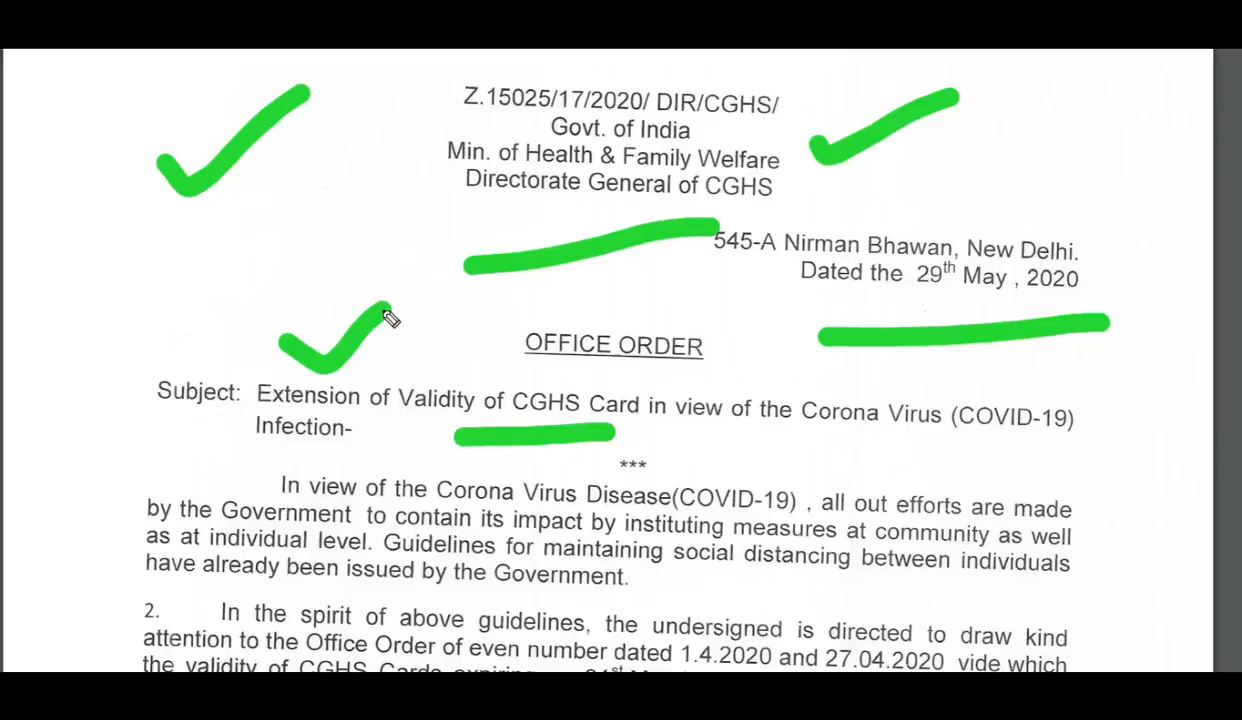 Z.15025/17/2020/ DIR/CGHS/
Govt. of India
Min. of Health & Family Welfare
Directorate General of CGHS
545-A Nirman Bhawan, New Delhi.
Dated the 29th May , 2020
OFFICE ORDER
Subject: Extension of Validity of CGHS Card in view of the Corona Virus (COVID-19)
Infection-
***
In view of the Corona Virus Disease(COVID-19) , all out efforts are made
by the Government to contain its impact by instituting measures at community as well
as at individual level. Guidelines for maintaining social distancing between individuals
have already been issued by the Government.
2. In the spirit of above guidelines, the undersigned is directed to draw kind
attention to the Office Order of even number dated 1.4.2020 and 27.04.2020 vide which
the validity of CGHS Cards